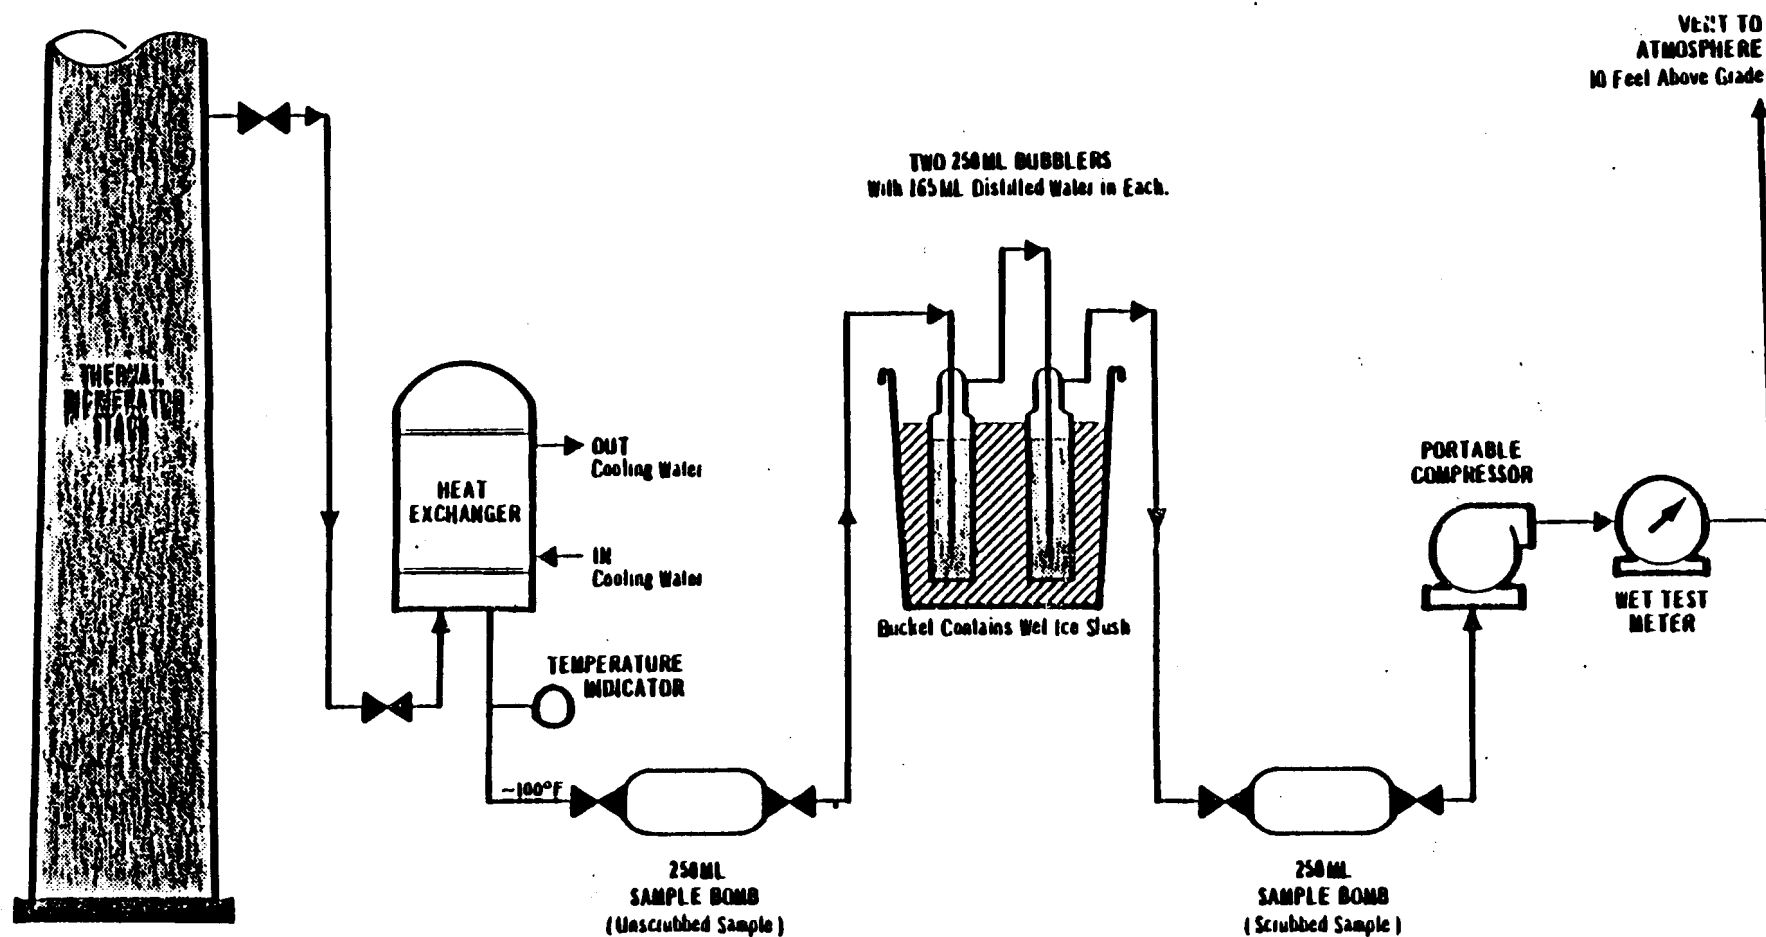 VENT TO
ATMOSPHERE
10 Feet Above Grade
TWO 250ML BUBBLERS
With 165ML Distilled Water in Each.
THERMAL
INCINERATOR
STACK
OUT
Cooling Water
HEAT
EXCHANGER
IN
Cooling Water
PORTABLE
COMPRESSOR
WET TEST
METER
Bucket Contains Wet Ice Slush
TEMPERATURE
INDICATOR
~100°F
250ML
SAMPLE BOMB
(Unscrubbed Sample)
250ML
SAMPLE BOMB
(Scrubbed Sample)